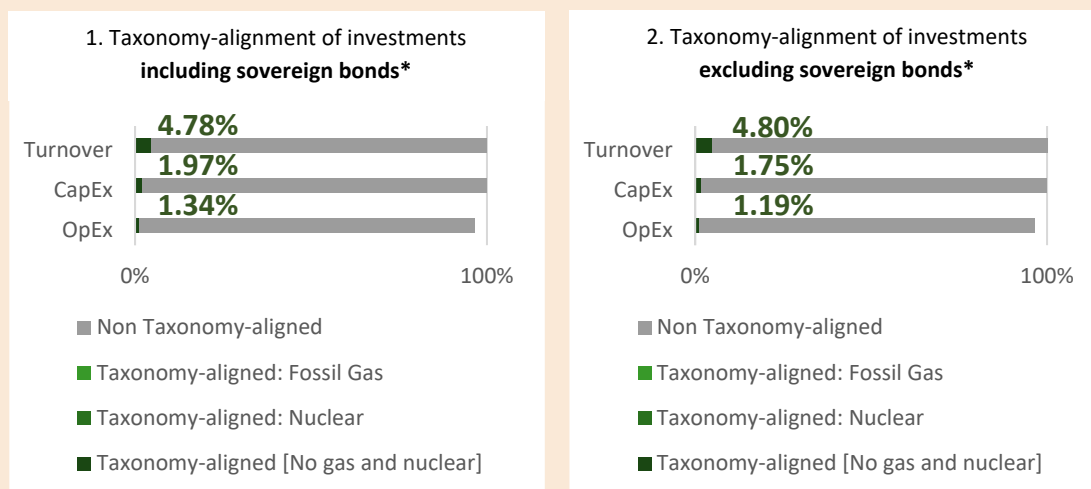 1. Taxonomy-alignment of investments
including sovereign bonds*
4.78%
Turnover
1.97%
CapEx
1.34%
OpEx
0%
100%
Non Taxonomy-aligned
Taxonomy-aligned: Fossil Gas
Taxonomy-aligned: Nuclear
Taxonomy-aligned [No gas and nuclear]
2. Taxonomy-alignment of investments
excluding sovereign bonds*
4.80%
Turnover
1.75%
CapEx
1.19%
OpEx
0%
100%
Non Taxonomy-aligned
Taxonomy-aligned: Fossil Gas
Taxonomy-aligned: Nuclear
Taxonomy-aligned [No gas and nuclear]